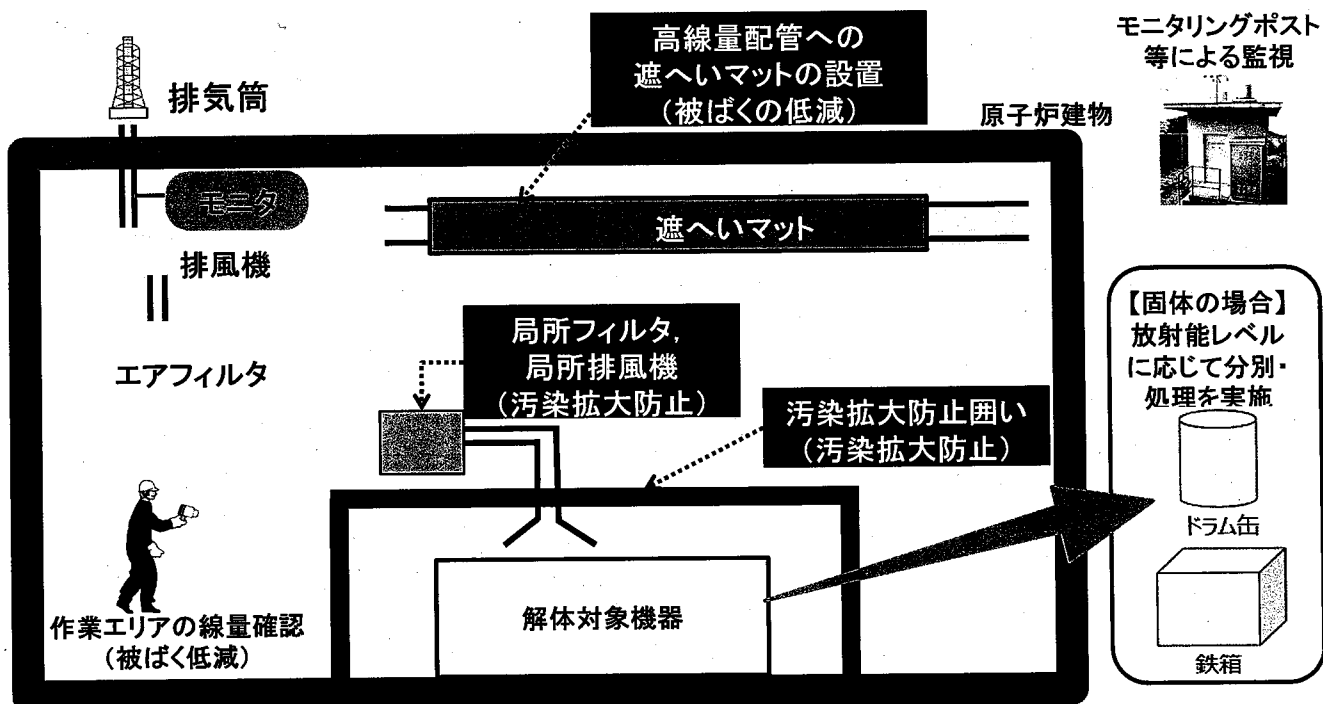 高線量配管への
遮へいマットの設置
（被ばくの低減）
モニタリングポスト
等による監視
排気筒
原子炉建物
モニタ
遮へいマット
排風機
エアフィルタ
局所フィルタ，
局所排風機
（汚染拡大防止）
汚染拡大防止囲い
（汚染拡大防止）
【固体の場合】
放射能レベル
に応じて分別・
処理を実施
ドラム缶
鉄箱
解体対象機器
作業エリアの線量確認
（被ばく低減）